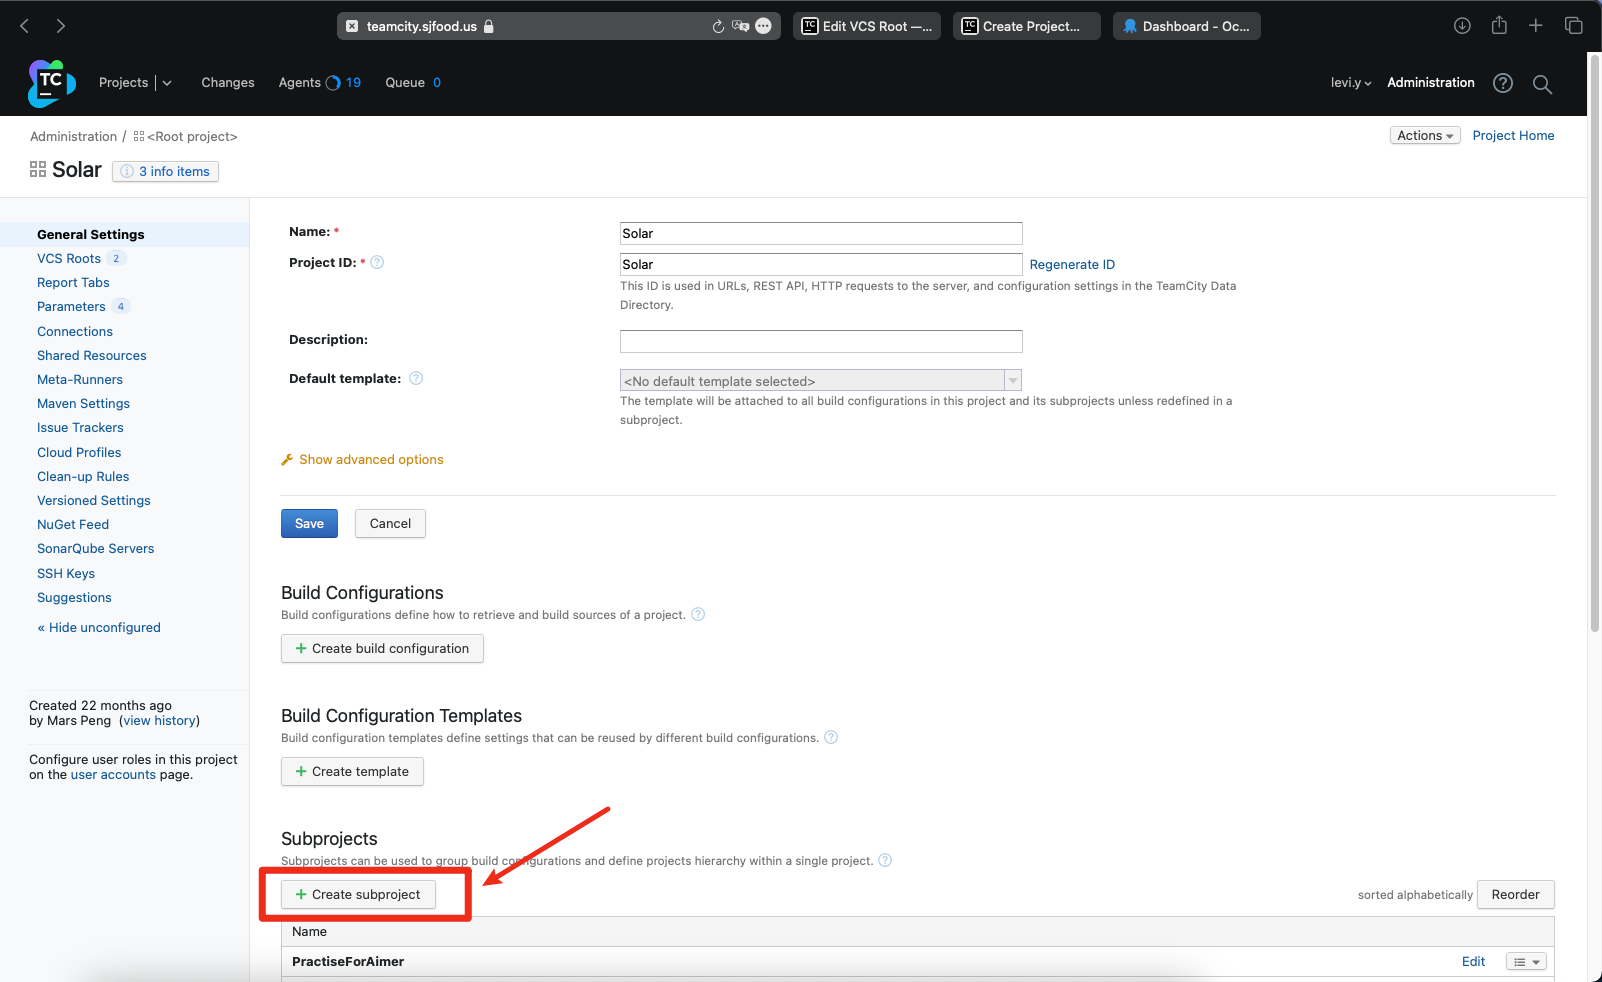 teamcity.sjfood.us
TC Edit VCS Root —...
TC Create Project...
Dashboard - Oc...
TC
Projects
Changes
Agents 19
Queue 0
levi.y
Administration
Administration / <Root project>
Actions
Project Home
Solar
3 info items
General Settings
VCS Roots 2
Report Tabs
Parameters 4
Connections
Shared Resources
Meta-Runners
Maven Settings
Issue Trackers
Cloud Profiles
Clean-up Rules
Versioned Settings
NuGet Feed
SonarQube Servers
SSH Keys
Suggestions
« Hide unconfigured
Created 22 months ago
by Mars Peng (view history)
Configure user roles in this project
on the user accounts page.
Name: * Solar
Project ID: * ? Solar Regenerate ID
This ID is used in URLs, REST API, HTTP requests to the server, and configuration settings in the TeamCity Data
Directory.
Description:
Default template: ? <No default template selected>
The template will be attached to all build configurations in this project and its subprojects unless redefined in a
subproject.
Show advanced options
Save Cancel
Build Configurations
Build configurations define how to retrieve and build sources of a project. ?
+ Create build configuration
Build Configuration Templates
Build configuration templates define settings that can be reused by different build configurations. ?
+ Create template
Subprojects
Subprojects can be used to group build configurations and define projects hierarchy within a single project. ?
+ Create subproject
sorted alphabetically Reorder
Name
PractiseForAimer Edit